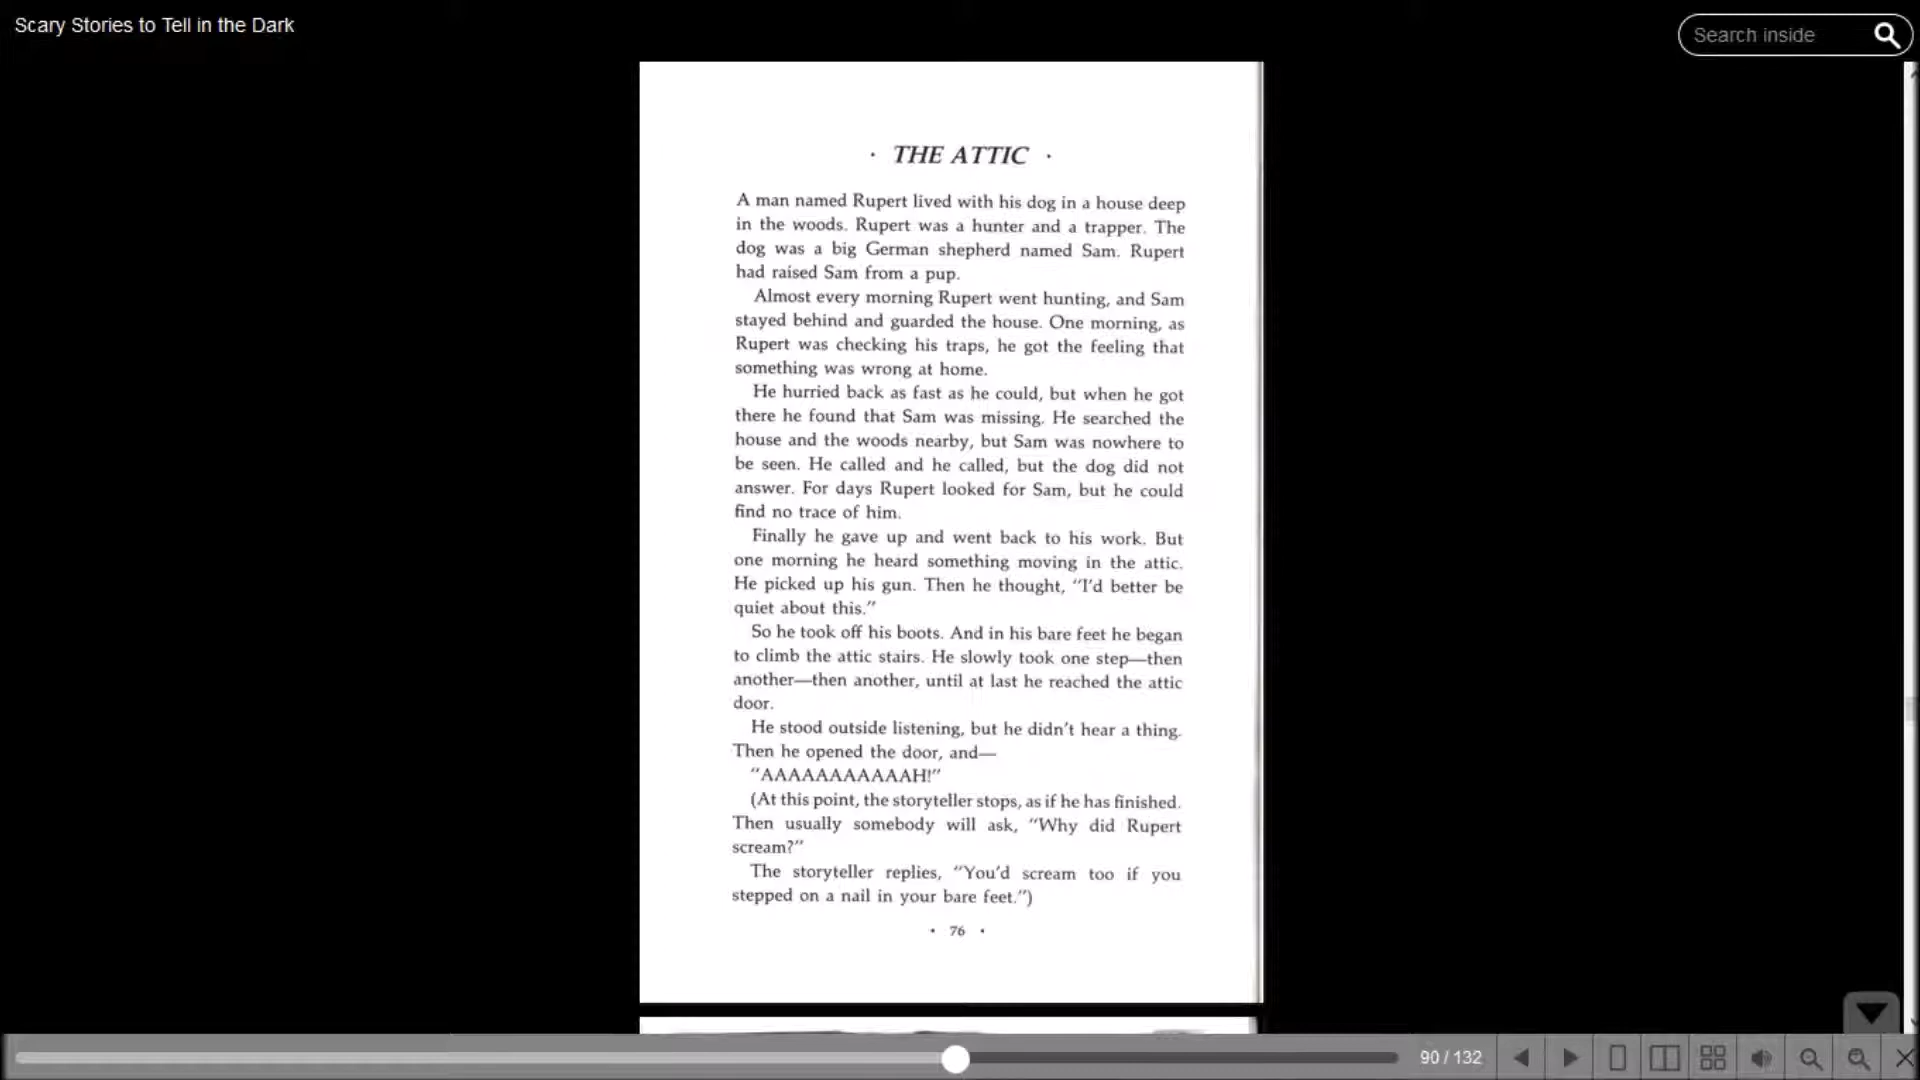 Scary Stories to Tell in the Dark
Search inside
· THE ATTIC ·
A man named Rupert lived with his dog in a house deep
in the woods. Rupert was a hunter and a trapper. The
dog was a big German shepherd named Sam. Rupert
had raised Sam from a pup.
Almost every morning Rupert went hunting, and Sam
stayed behind and guarded the house. One morning, as
Rupert was checking his traps, he got the feeling that
something was wrong at home.
He hurried back as fast as he could, but when he got
there he found that Sam was missing. He searched the
house and the woods nearby, but Sam was nowhere to
be seen. He called and he called, but the dog did not
answer. For days Rupert looked for Sam, but he could
find no trace of him.
Finally he gave up and went back to his work. But
one morning he heard something moving in the attic.
He picked up his gun. Then he thought, “I’d better be
quiet about this.”
So he took off his boots. And in his bare feet he began
to climb the attic stairs. He slowly took one step—then
another—then another, until at last he reached the attic
door.
He stood outside listening, but he didn’t hear a thing.
Then he opened the door, and—
“AAAAAAAAAAAH!”
(At this point, the storyteller stops, as if he has finished.
Then usually somebody will ask, “Why did Rupert
scream?”
The storyteller replies, “You’d scream too if you
stepped on a nail in your bare feet.”)
· 76 ·
90 / 132